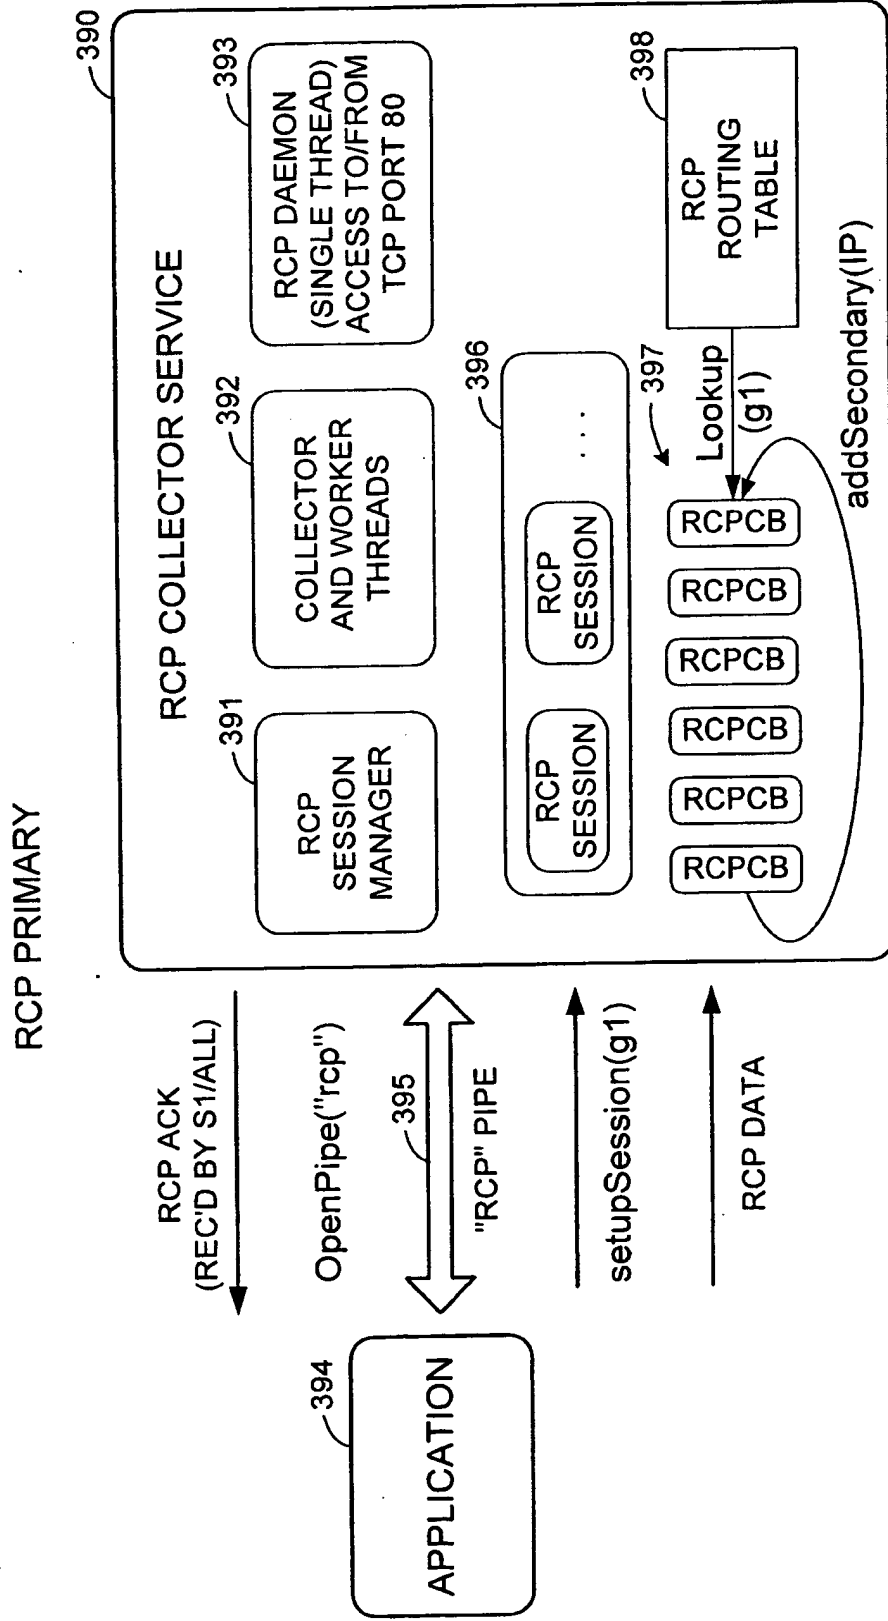 RCP PRIMARY
390
RCP COLLECTOR SERVICE
391
RCP
SESSION
MANAGER
392
COLLECTOR
AND WORKER
THREADS
393
RCP DAEMON
(SINGLE THREAD)
ACCESS TO/FROM
TCP PORT 80
RCP ACK
(REC'D BY S1/ALL)
OpenPipe("rcp")
395
"RCP" PIPE
setupSession(g1)
RCP DATA
394
APPLICATION
396
RCP
SESSION
RCP
SESSION
. . .
397
RCPCB
RCPCB
RCPCB
RCPCB
RCPCB
RCPCB
Lookup
(g1)
398
RCP
ROUTING
TABLE
addSecondary(IP)